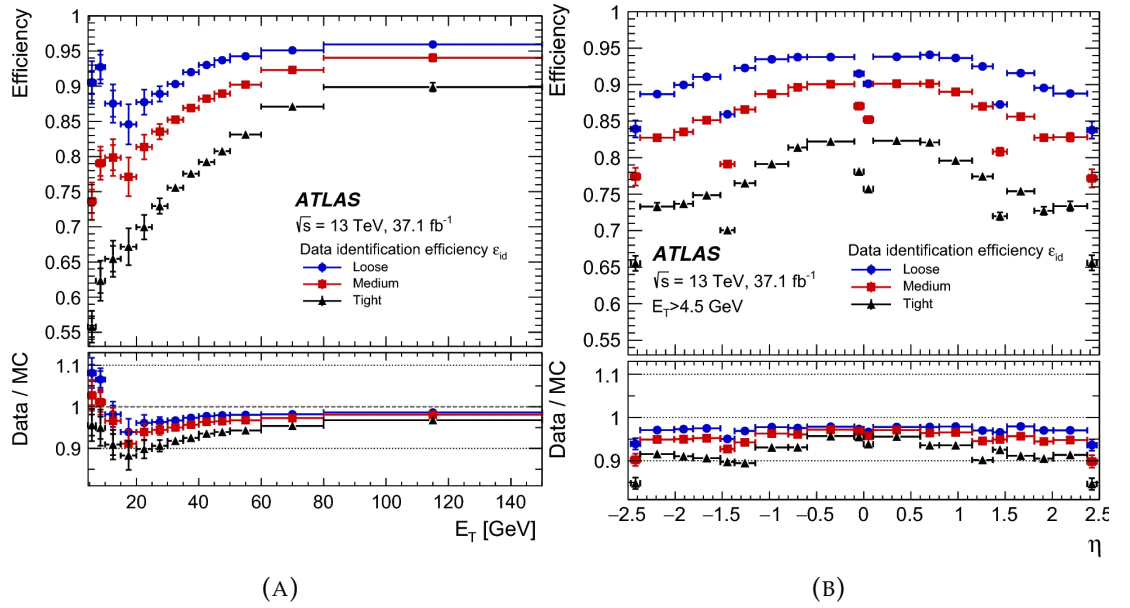 Efficiency
1
0.95
0.9
0.85
0.8
0.75
0.7
0.65
0.6
0.55
ATLAS
√s = 13 TeV, 37.1 fb⁻¹
Data identification efficiency ε_id
Loose
Medium
Tight
Data / MC
1.1
1
0.9
20 40 60 80 100 120 140
E_T [GeV]
(A)
Efficiency
1
0.95
0.9
0.85
0.8
0.75
0.7
0.65
0.6
0.55
ATLAS
√s = 13 TeV, 37.1 fb⁻¹
E_T>4.5 GeV
Data identification efficiency ε_id
Loose
Medium
Tight
Data / MC
1.1
1
0.9
−2.5 −2 −1.5 −1 −0.5 0 0.5 1 1.5 2 2.5
η
(B)